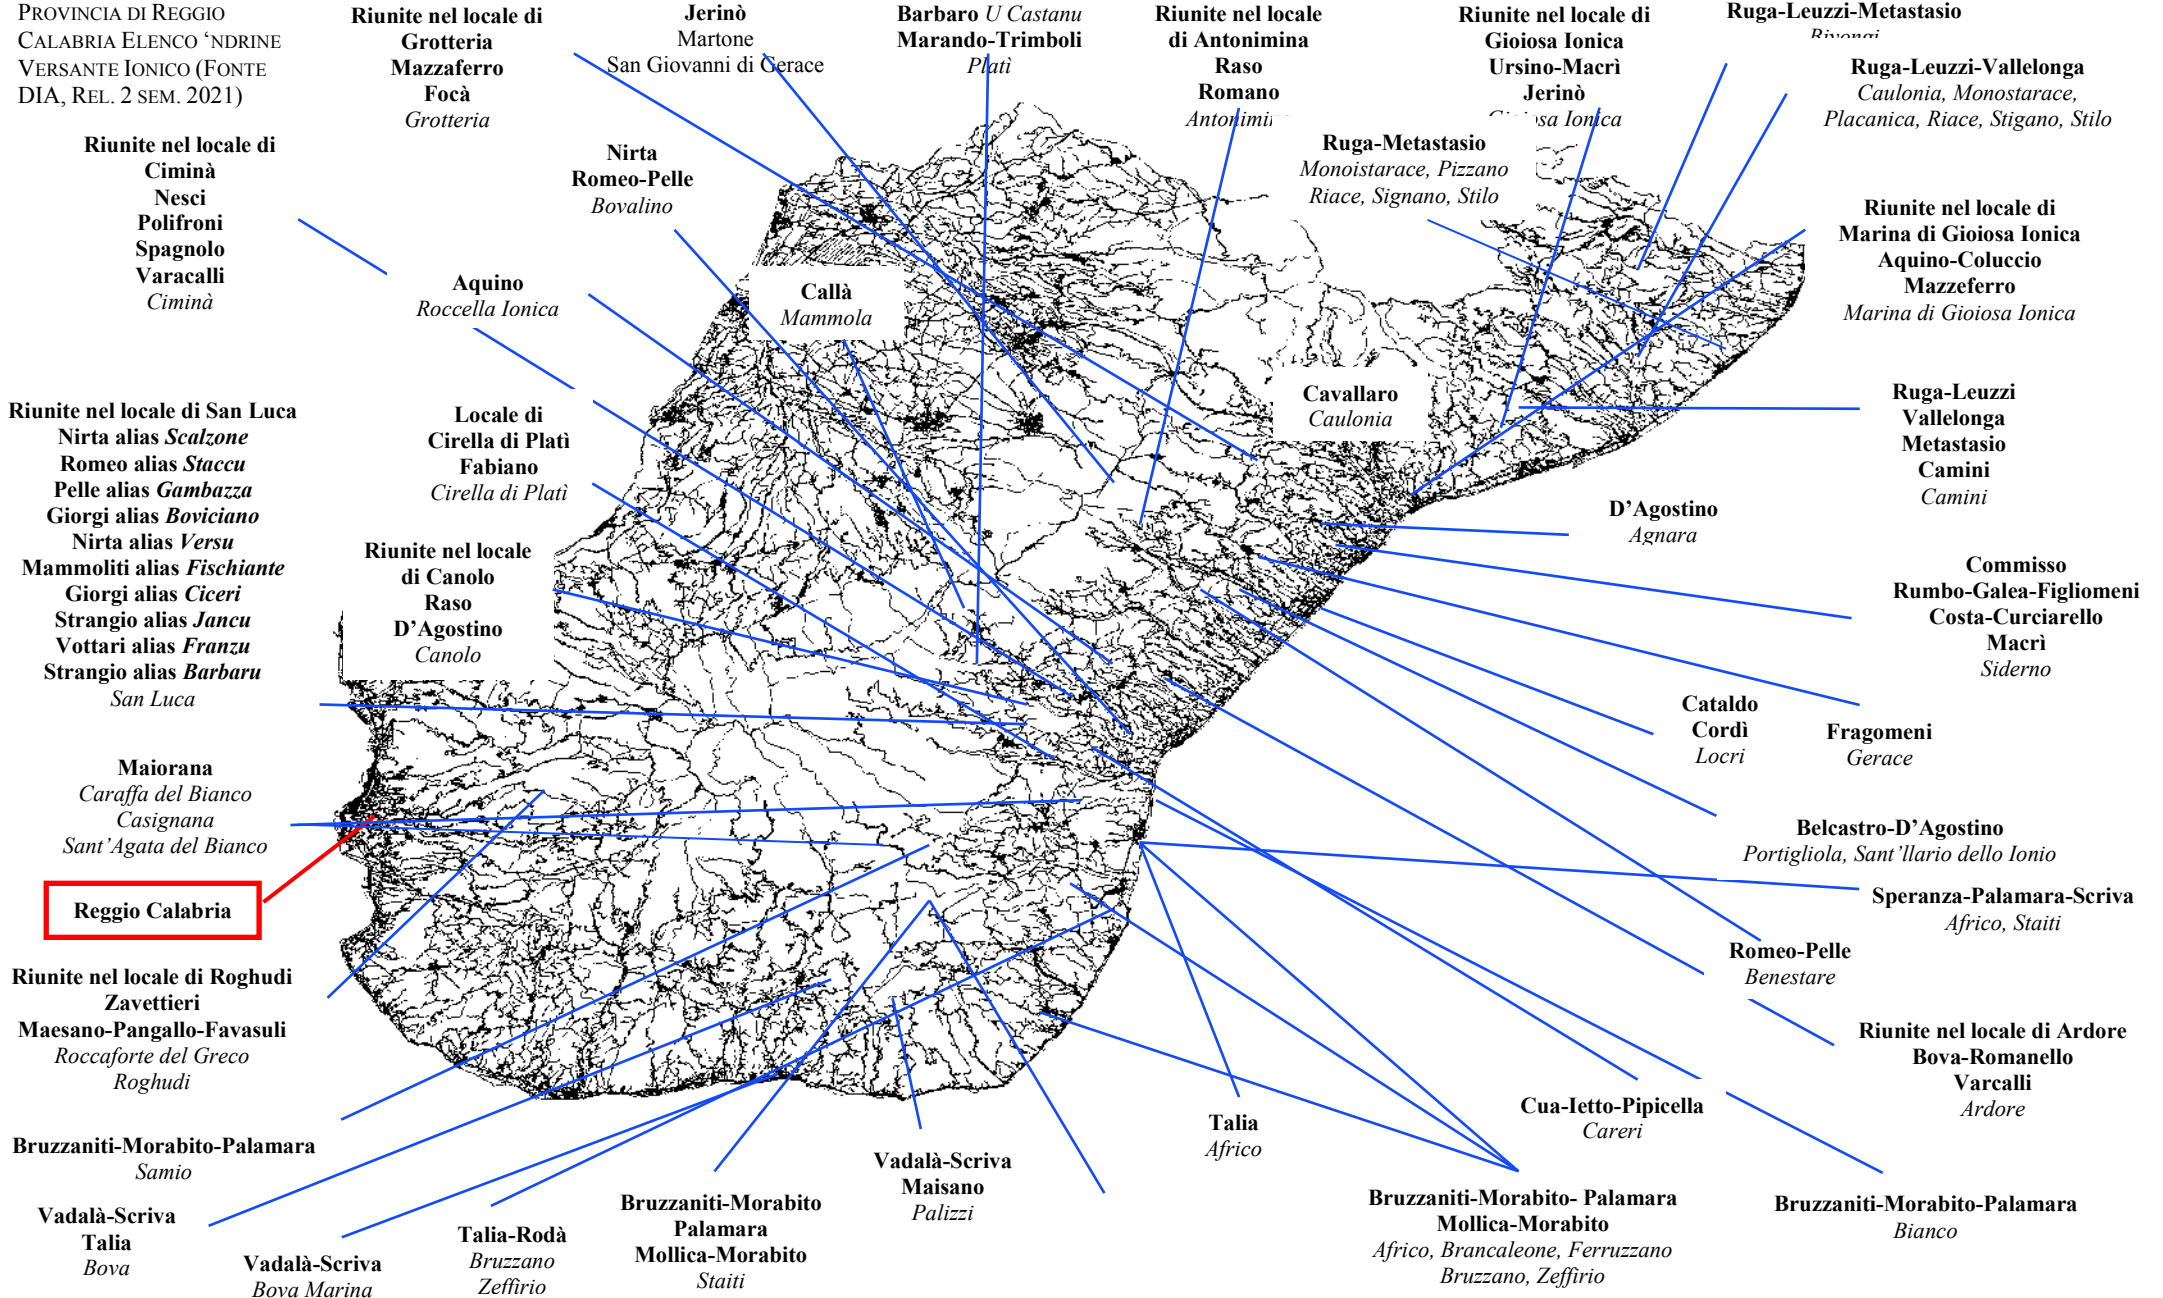 PROVINCIA DI REGGIO
CALABRIA ELENCO ‘NDRINE
VERSANTE IONICO (FONTE
DIA, REL. 2 SEM. 2021)
Riunite nel locale di
Grotteria
Mazzaferro
Focà
Grotteria
Jerinò
Martone
San Giovanni di Gerace
Barbaro U Castanu
Marando-Trimboli
Platì
Riunite nel locale
di Antonimina
Raso
Romano
Antonimina
Riunite nel locale di
Gioiosa Ionica
Ursino-Macrì
Jerinò
Gioiosa Ionica
Ruga-Leuzzi-Metastasio
Bivongi
Ruga-Leuzzi-Vallelonga
Caulonia, Monostarace,
Placanica, Riace, Stigano, Stilo
Riunite nel locale di
Ciminà
Nesci
Polifroni
Spagnolo
Varacalli
Ciminà
Nirta
Romeo-Pelle
Bovalino
Ruga-Metastasio
Monoistarace, Pizzano
Riace, Signano, Stilo
Riunite nel locale di
Marina di Gioiosa Ionica
Aquino-Coluccio
Mazzeferro
Marina di Gioiosa Ionica
Aquino
Roccella Ionica
Callà
Mammola
Cavallaro
Caulonia
Ruga-Leuzzi
Vallelonga
Metastasio
Camini
Camini
Riunite nel locale di San Luca
Nirta alias Scalzone
Romeo alias Staccu
Pelle alias Gambazza
Giorgi alias Boviciano
Nirta alias Versu
Mammoliti alias Fischiante
Giorgi alias Ciceri
Strangio alias Jancu
Vottari alias Franzu
Strangio alias Barbaru
San Luca
Locale di
Cirella di Platì
Fabiano
Cirella di Platì
Riunite nel locale
di Canolo
Raso
D’Agostino
Canolo
D’Agostino
Agnara
Commisso
Rumbo-Galea-Figliomeni
Costa-Curciarello
Macrì
Siderno
Cataldo
Cordì
Locri
Fragomeni
Gerace
Maiorana
Caraffa del Bianco
Casignana
Sant’Agata del Bianco
Belcastro-D’Agostino
Portigliola, Sant’llario dello Ionio
Reggio Calabria
Speranza-Palamara-Scriva
Africo, Staiti
Romeo-Pelle
Benestare
Riunite nel locale di Roghudi
Zavettieri
Maesano-Pangallo-Favasuli
Roccaforte del Greco
Roghudi
Riunite nel locale di Ardore
Bova-Romanello
Varcalli
Ardore
Bruzzaniti-Morabito-Palamara
Samio
Vadalà-Scriva
Talia
Bova
Vadalà-Scriva
Bova Marina
Talia-Rodà
Bruzzano
Zeffirio
Bruzzaniti-Morabito
Palamara
Mollica-Morabito
Staiti
Vadalà-Scriva
Maisano
Palizzi
Talia
Africo
Cua-Ietto-Pipicella
Careri
Bruzzaniti-Morabito- Palamara
Mollica-Morabito
Africo, Brancaleone, Ferruzzano
Bruzzano, Zeffirio
Bruzzaniti-Morabito-Palamara
Bianco